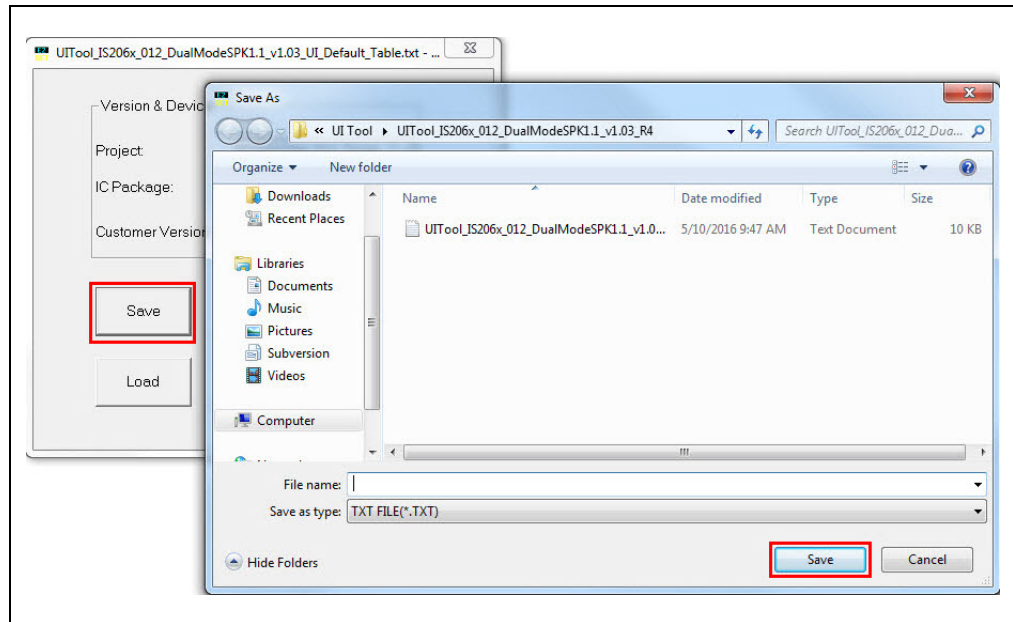 UITool_IS206x_012_DualModeSPK1.1_v1.03_UI_Default_Table.txt - ...
Version & Devic
Project:
IC Package:
Customer Version
Save
Load
Save As
« UI Tool ▸ UITool_IS206x_012_DualModeSPK1.1_v1.03_R4
Search UITool_IS206x_012_Dua...
Organize New folder
Downloads
Recent Places
Libraries
Documents
Music
Pictures
Subversion
Videos
Computer
Name Date modified Type Size
UITool_IS206x_012_DualModeSPK1.1_v1.0... 5/10/2016 9:47 AM Text Document 10 KB
File name:
Save as type: TXT FILE(*.TXT)
Hide Folders
Save Cancel